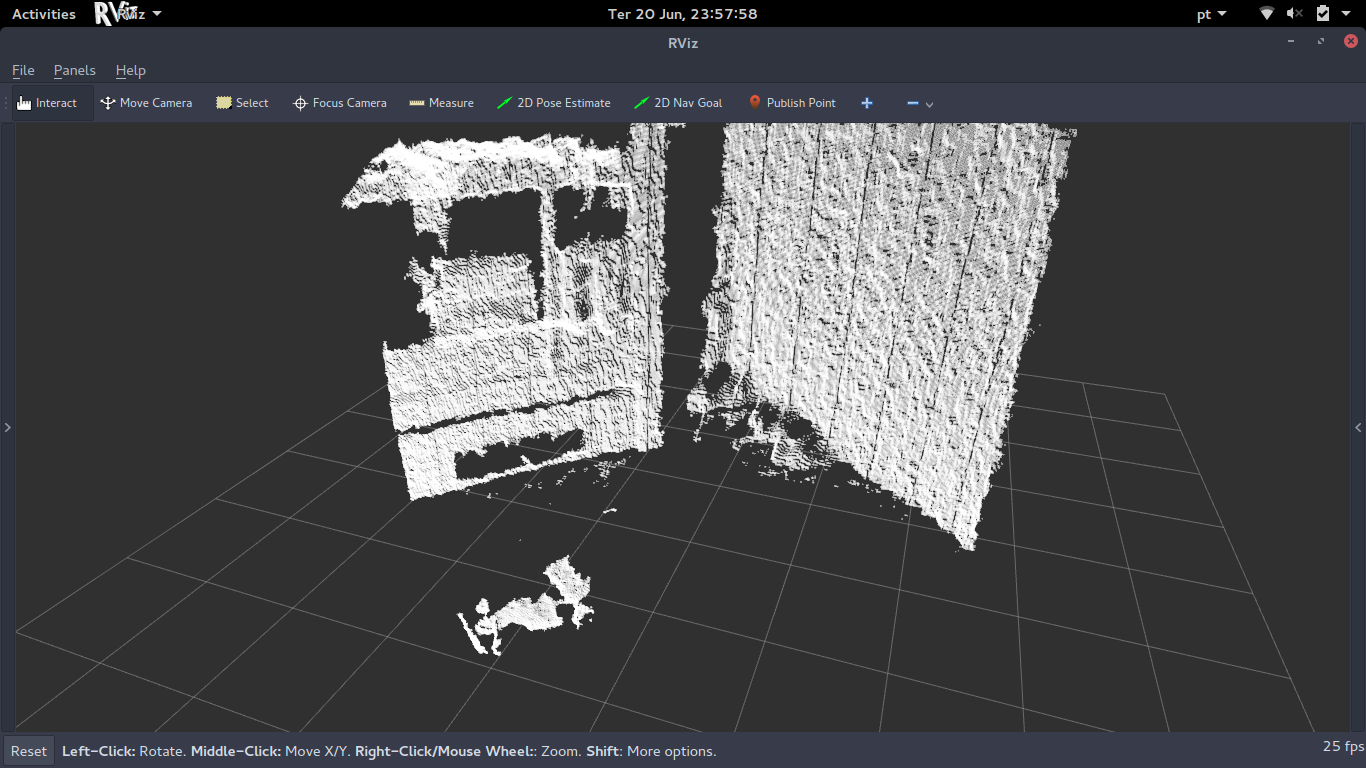 Activities RViz Ter 20 Jun, 23:57:58 pt
RViz
File Panels Help
Interact Move Camera Select Focus Camera Measure 2D Pose Estimate 2D Nav Goal Publish Point
Reset Left-Click: Rotate. Middle-Click: Move X/Y. Right-Click/Mouse Wheel:: Zoom. Shift: More options. 25 fps